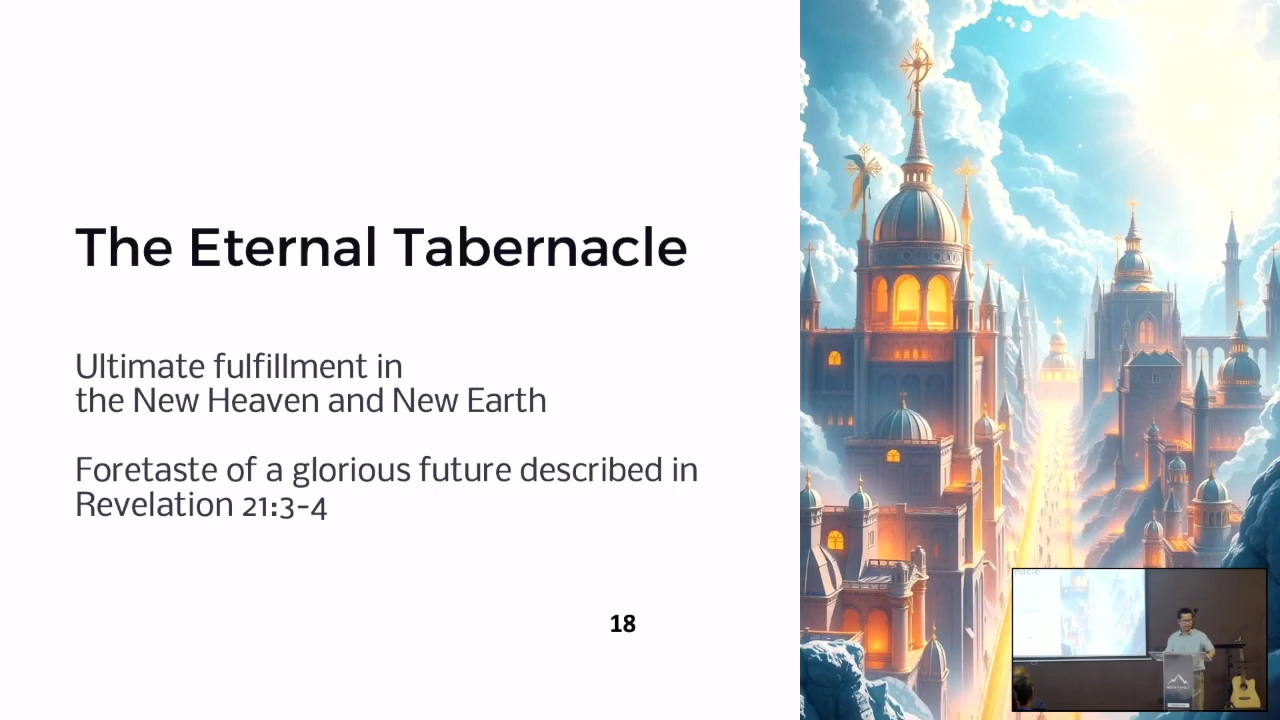 The Eternal Tabernacle
Ultimate fulfillment in
the New Heaven and New Earth
Foretaste of a glorious future described in
Revelation 21:3-4
18
nacle